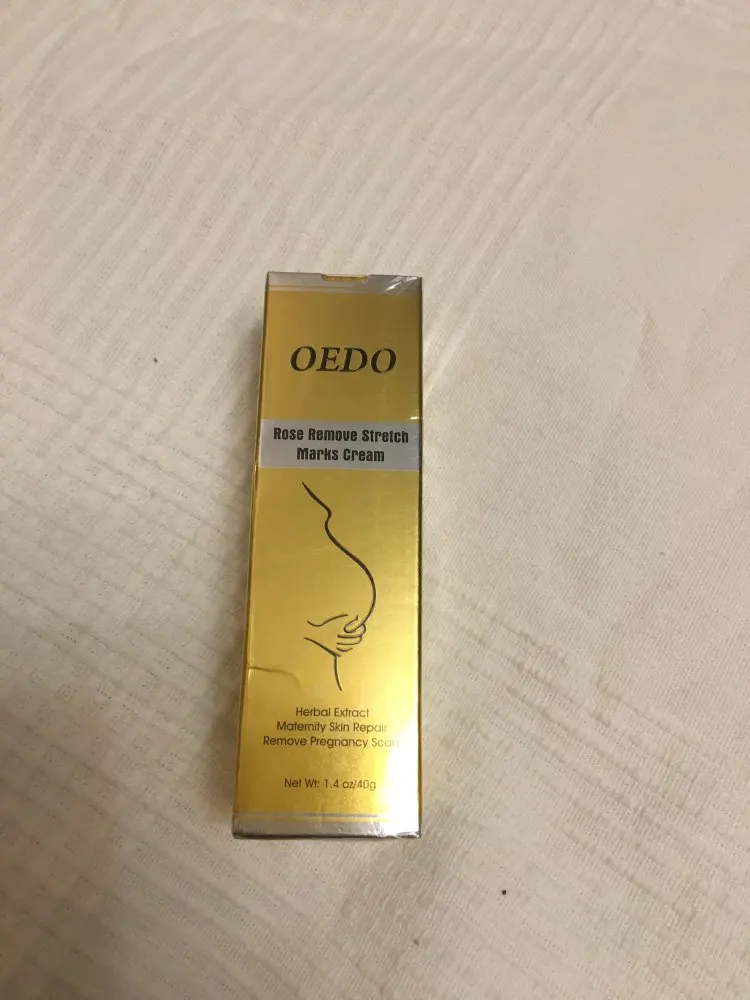 OEDO
Rose Remove Stretch
Marks Cream
Herbal Extract
Maternity Skin Repair
Remove Pregnancy Scars
Net Wt: 1.4 oz/40g